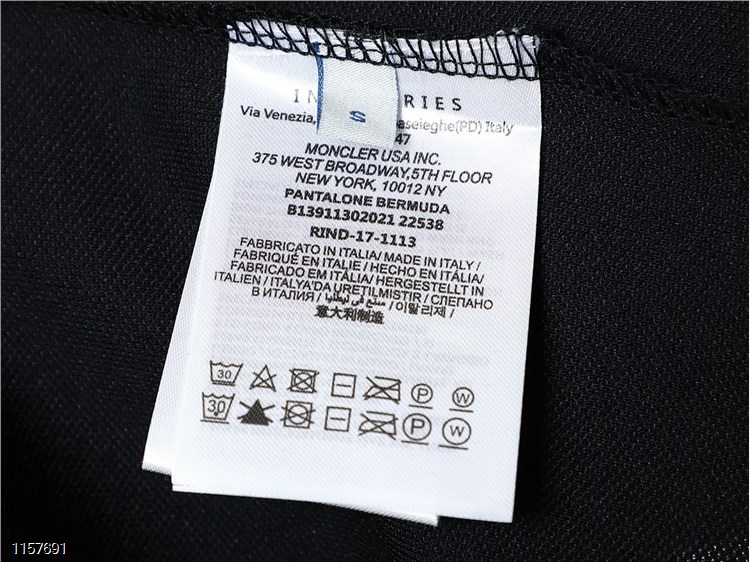 IN RIES
S
Via Venezia, aseieghe(PD) Italy
47
MONCLER USA INC.
375 WEST BROADWAY,5TH FLOOR
NEW YORK, 10012 NY
PANTALONE BERMUDA
B13911302021 22538
RIND-17-1113
FABBRICATO IN ITALIA/ MADE IN ITALY /
FABRIQUÉ EN ITALIE / HECHO EN ITÁLIA/
FABRICADO EM ITÁLIA/ HERGESTELLT IN
ITALIEN / ITALYA'DA URETILMISTIR / СЛЕПАНО
В ИТАЛИЯ / صنع في / 이탈리제 /
意大利制造
30 P W
30 P W
1157691